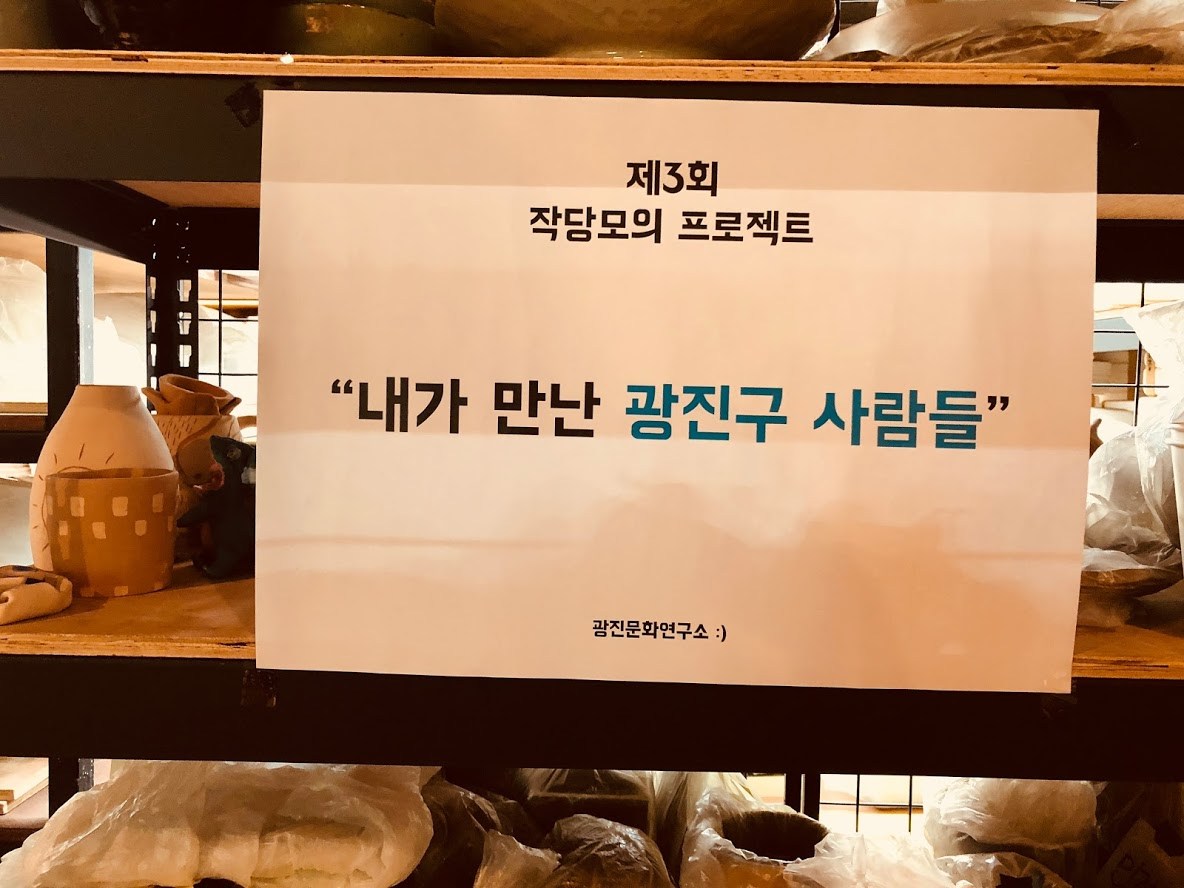 제3회
작당모의 프로젝트
“내가 만난 광진구 사람들”
광진문화연구소 :)